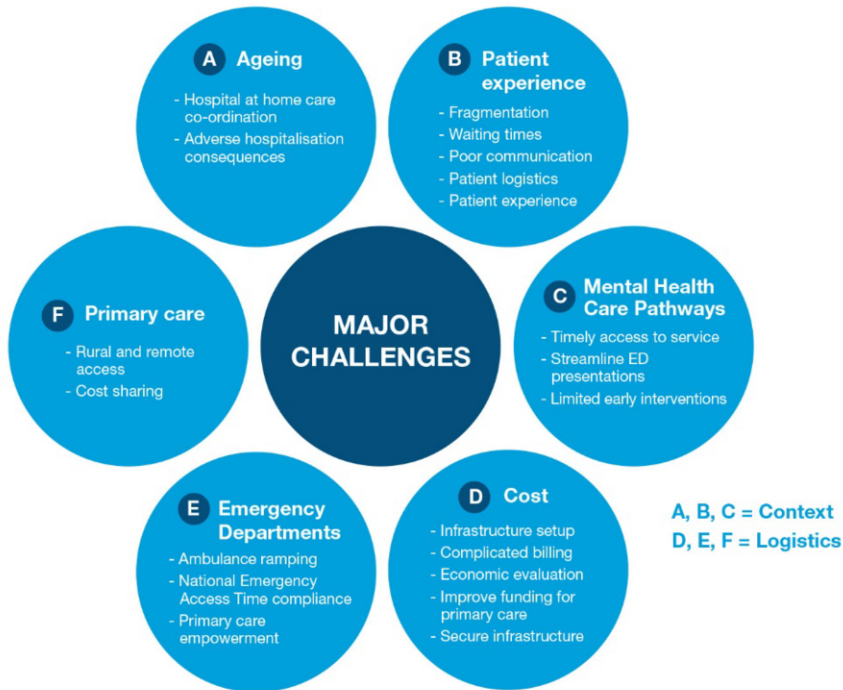 A Ageing
- Hospital at home care
co-ordination
- Adverse hospitalisation
consequences
B Patient
experience
- Fragmentation
- Waiting times
- Poor communication
- Patient logistics
- Patient experience
C Mental Health
Care Pathways
- Timely access to service
- Streamline ED
presentations
- Limited early interventions
D Cost
- Infrastructure setup
- Complicated billing
- Economic evaluation
- Improve funding for
primary care
- Secure infrastructure
E Emergency
Departments
- Ambulance ramping
- National Emergency
Access Time compliance
- Primary care
empowerment
F Primary care
- Rural and remote
access
- Cost sharing
MAJOR
CHALLENGES
A, B, C = Context
D, E, F = Logistics